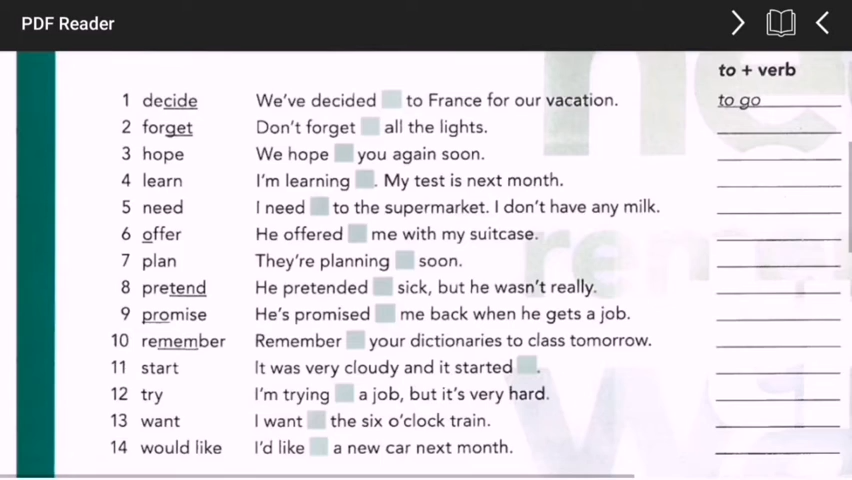 PDF Reader
to + verb
1 decide We've decided to France for our vacation. to go
2 forget Don't forget all the lights.
3 hope We hope you again soon.
4 learn I'm learning . My test is next month.
5 need I need to the supermarket. I don't have any milk.
6 offer He offered me with my suitcase.
7 plan They're planning soon.
8 pretend He pretended sick, but he wasn't really.
9 promise He's promised me back when he gets a job.
10 remember Remember your dictionaries to class tomorrow.
11 start It was very cloudy and it started .
12 try I'm trying a job, but it's very hard.
13 want I want the six o'clock train.
14 would like I'd like a new car next month.